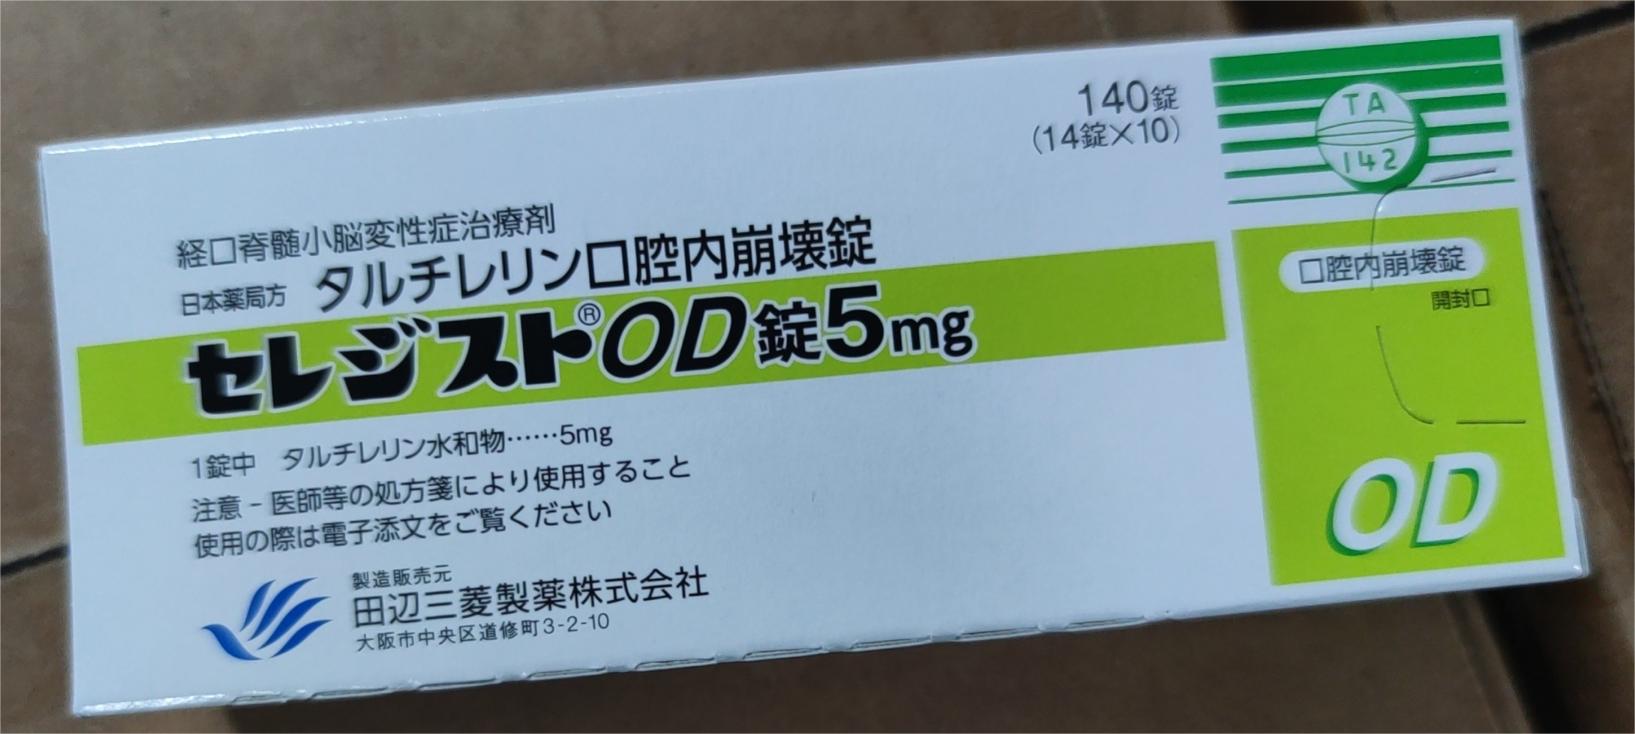 140錠
(14錠×10)
TA
142
経口脊髄小脳変性症治療剤
日本薬局方 タルチレリン口腔内崩壊錠
セレジスト®OD錠5mg
口腔内崩壊錠
開封口
1錠中 タルチレリン水和物……5mg
注意-医師等の処方箋により使用すること
使用の際は電子添文をご覧ください
OD
製造販売元
田辺三菱製薬株式会社
大阪市中央区道修町3-2-10